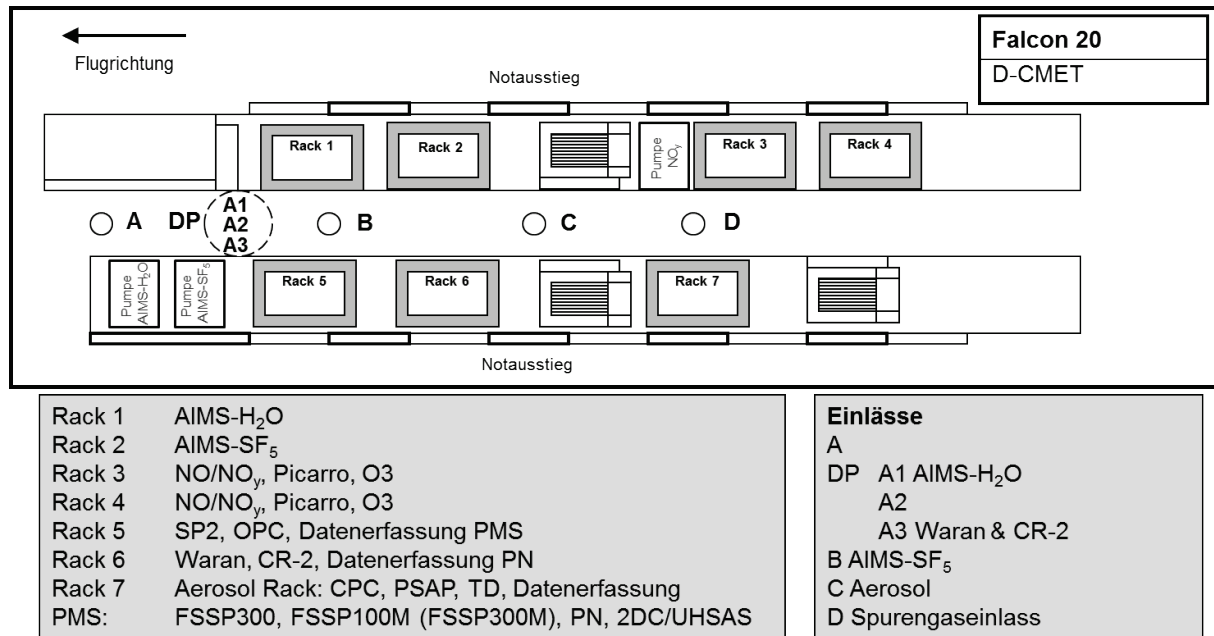 Flugrichtung
Falcon 20
D-CMET
Notausstieg
Rack 1
Rack 2
Pumpe
NOy
Rack 3
Rack 4
A
DP
A1
A2
A3
B
C
D
Pumpe
AIMS-H2O
Pumpe
AIMS-SF5
Rack 5
Rack 6
Rack 7
Notausstieg
Rack 1 AIMS-H2O
Rack 2 AIMS-SF5
Rack 3 NO/NOy, Picarro, O3
Rack 4 NO/NOy, Picarro, O3
Rack 5 SP2, OPC, Datenerfassung PMS
Rack 6 Waran, CR-2, Datenerfassung PN
Rack 7 Aerosol Rack: CPC, PSAP, TD, Datenerfassung
PMS: FSSP300, FSSP100M (FSSP300M), PN, 2DC/UHSAS
Einlässe
A
DP A1 AIMS-H2O
A2
A3 Waran & CR-2
B AIMS-SF5
C Aerosol
D Spurengaseinlass